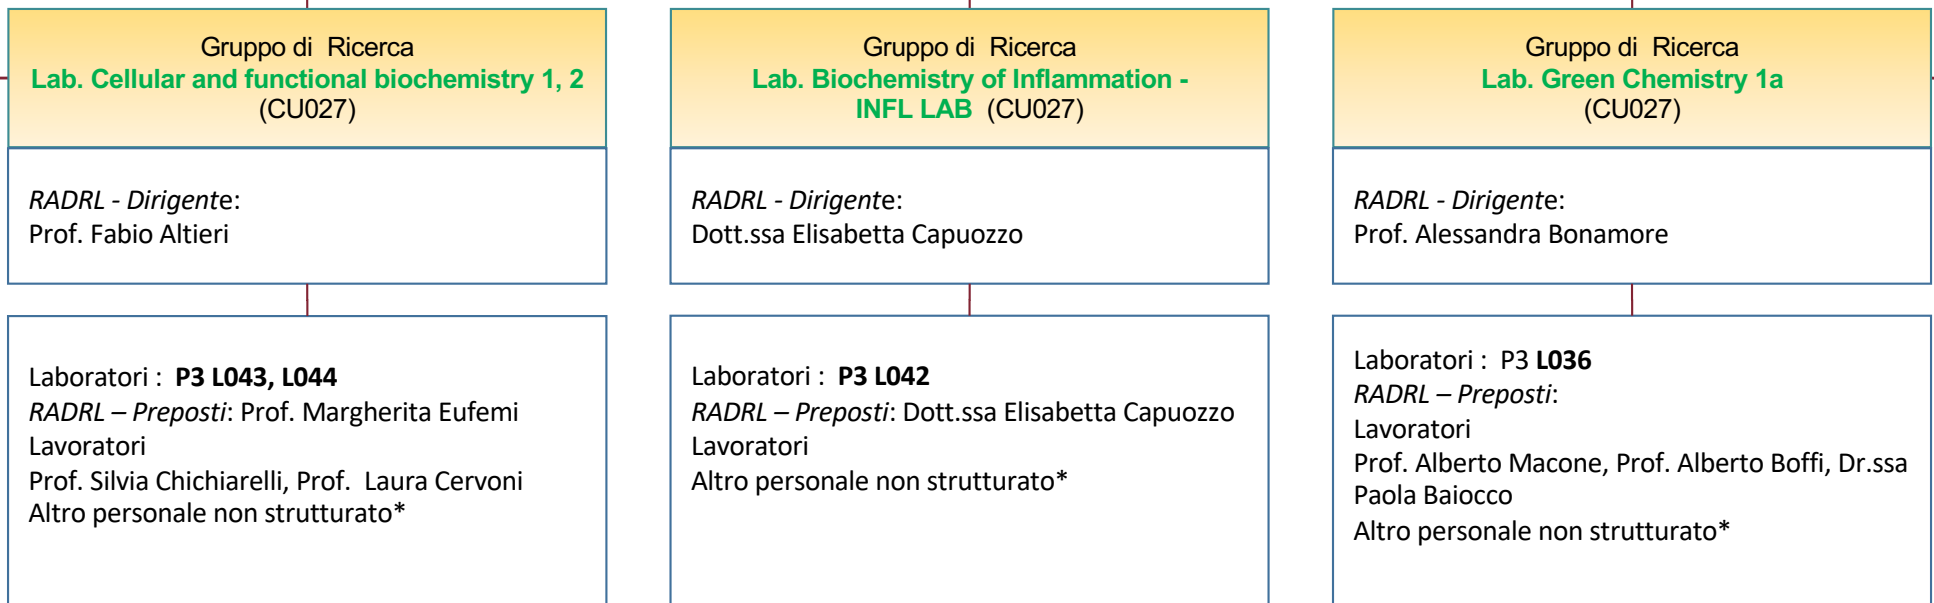 Gruppo di Ricerca
Lab. Cellular and functional biochemistry 1, 2
(CU027)
RADRL - Dirigente:
Prof. Fabio Altieri
Laboratori : P3 L043, L044
RADRL – Preposti: Prof. Margherita Eufemi
Lavoratori
Prof. Silvia Chichiarelli, Prof. Laura Cervoni
Altro personale non strutturato*
Gruppo di Ricerca
Lab. Biochemistry of Inflammation -
INFL LAB (CU027)
RADRL - Dirigente:
Dott.ssa Elisabetta Capuozzo
Laboratori : P3 L042
RADRL – Preposti: Dott.ssa Elisabetta Capuozzo
Lavoratori
Altro personale non strutturato*
Gruppo di Ricerca
Lab. Green Chemistry 1a
(CU027)
RADRL - Dirigente:
Prof. Alessandra Bonamore
Laboratori : P3 L036
RADRL – Preposti:
Lavoratori
Prof. Alberto Macone, Prof. Alberto Boffi, Dr.ssa
Paola Baiocco
Altro personale non strutturato*